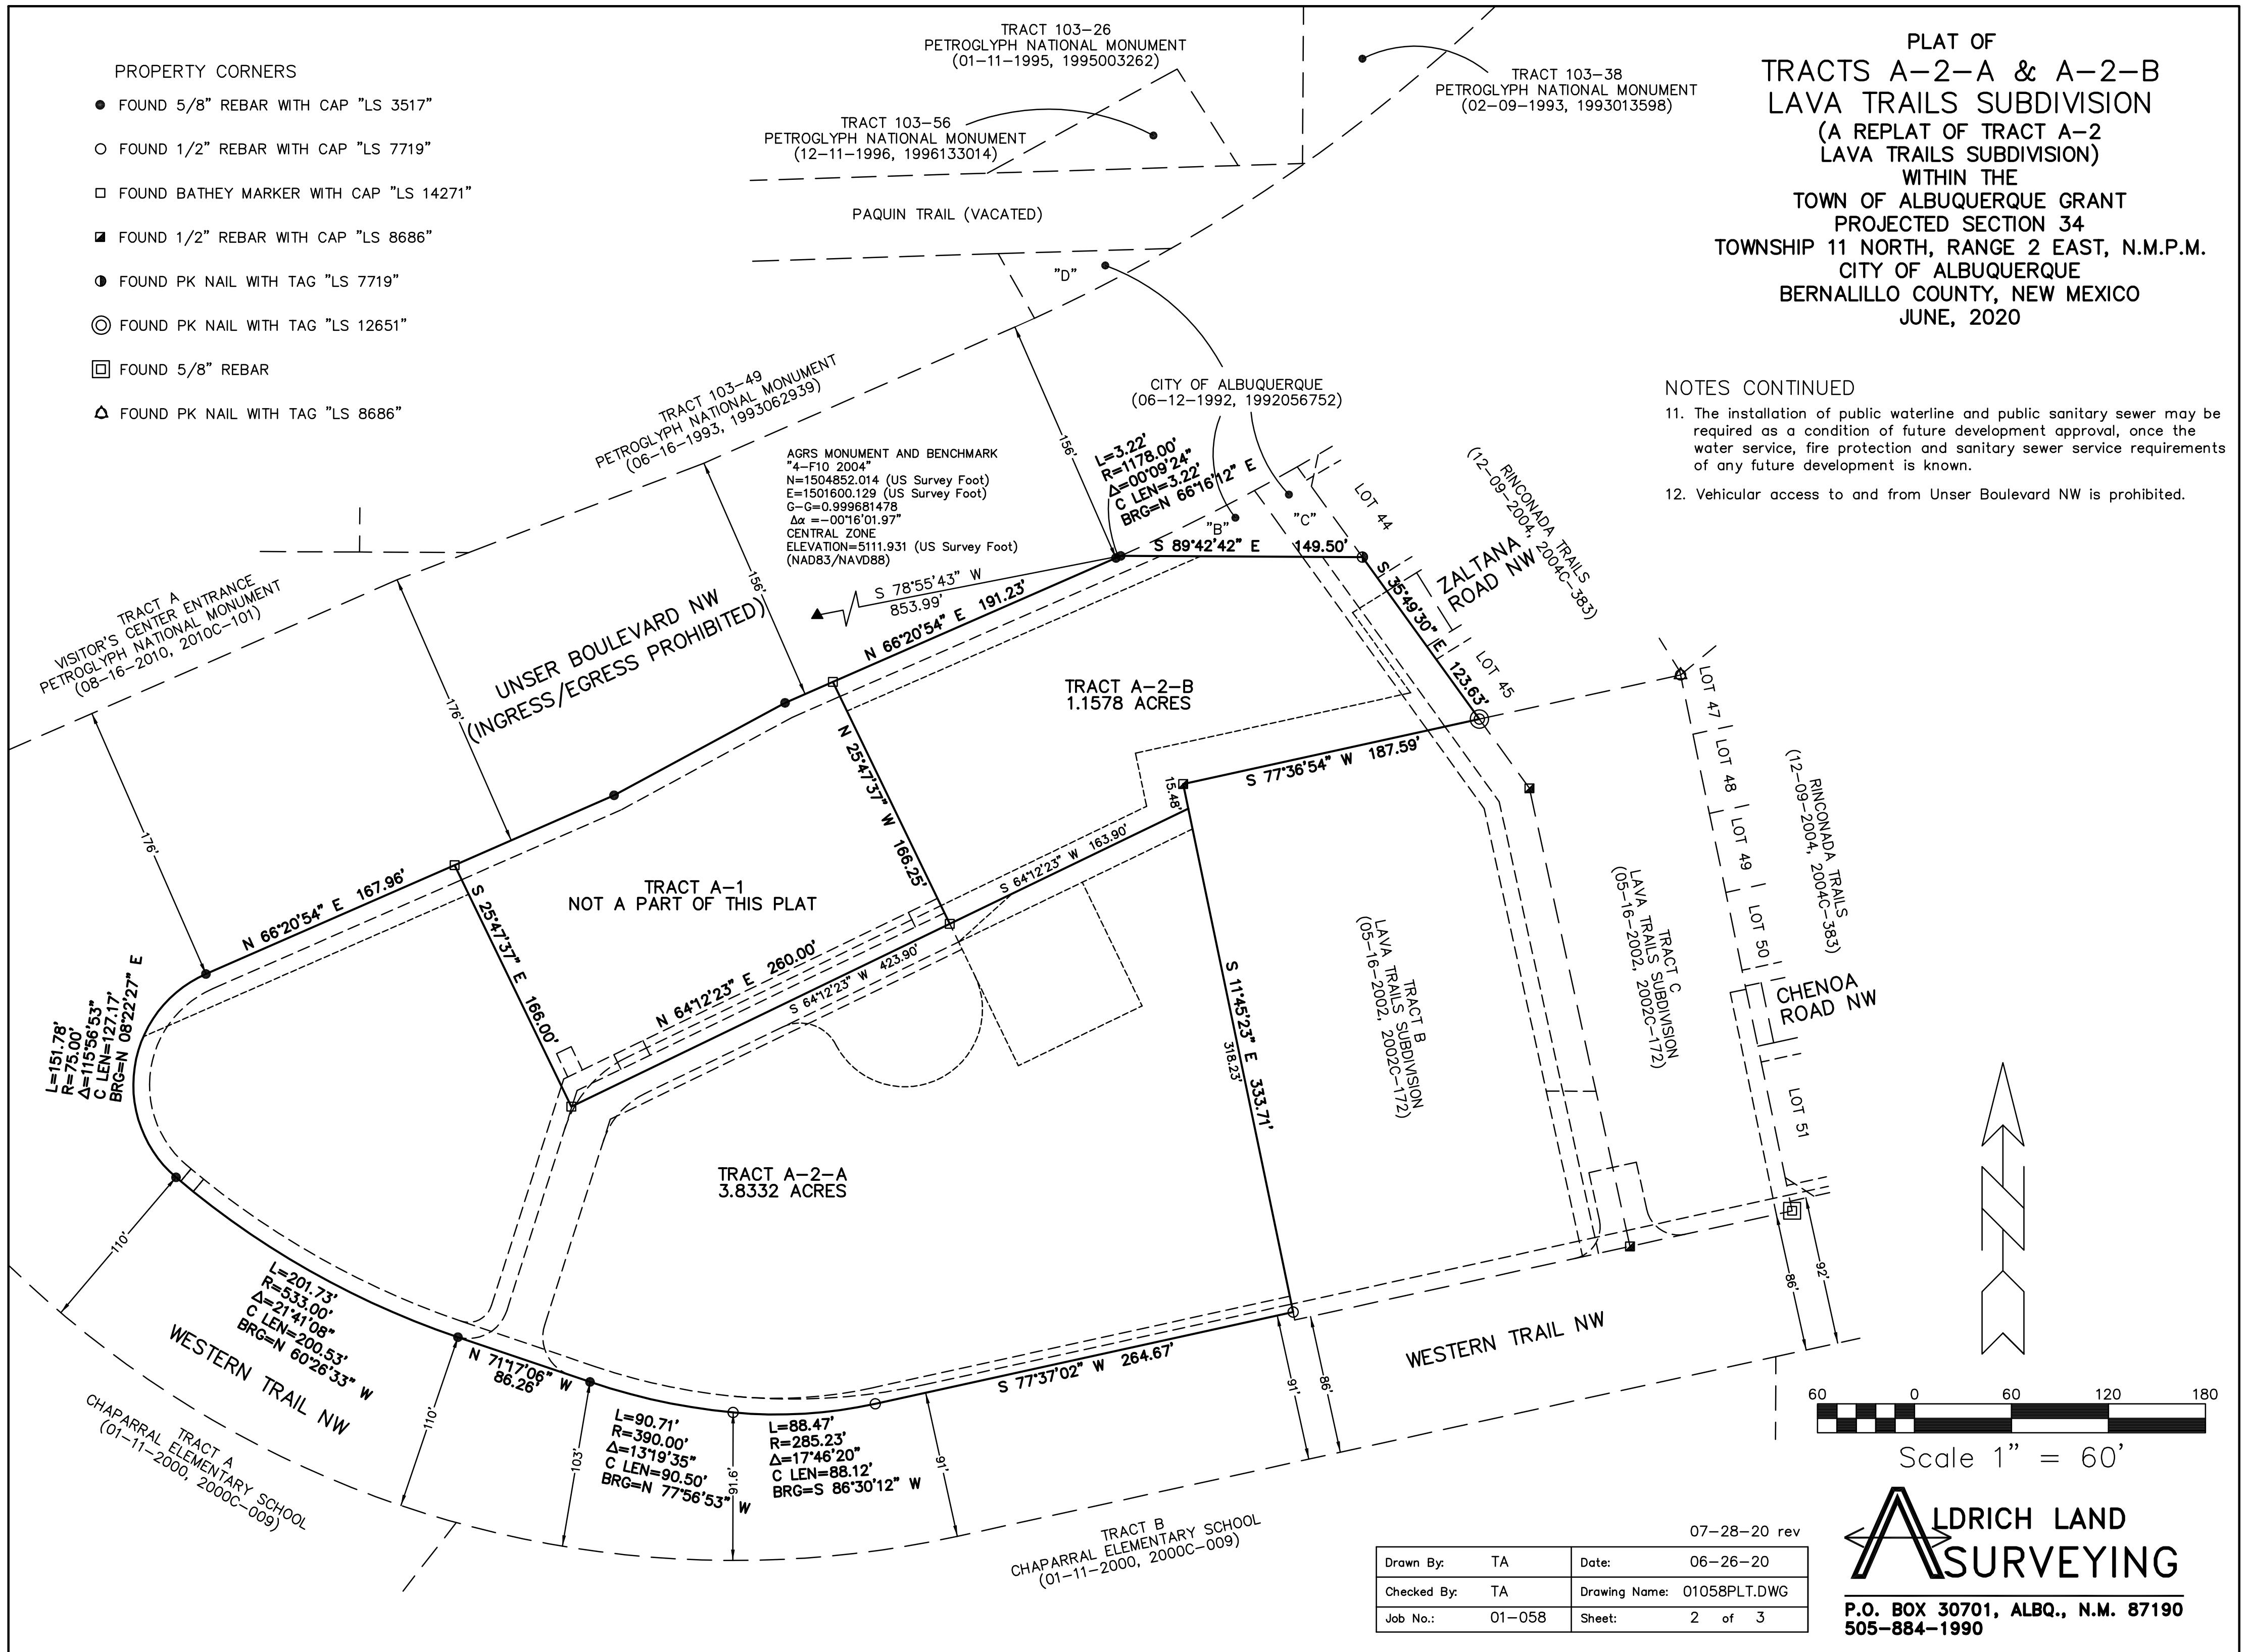 PROPERTY CORNERS
FOUND 5/8" REBAR WITH CAP "LS 3517"
FOUND 1/2" REBAR WITH CAP "LS 7719"
FOUND BATHEY MARKER WITH CAP "LS 14271"
FOUND 1/2" REBAR WITH CAP "LS 8686"
FOUND PK NAIL WITH TAG "LS 7719"
FOUND PK NAIL WITH TAG "LS 12651"
FOUND 5/8" REBAR
FOUND PK NAIL WITH TAG "LS 8686"
TRACT 103-26
PETROGLYPH NATIONAL MONUMENT
(01-11-1995, 1995003262)
TRACT 103-38
PETROGLYPH NATIONAL MONUMENT
(02-09-1993, 1993013598)
TRACT 103-56
PETROGLYPH NATIONAL MONUMENT
(12-11-1996, 1996133014)
PAQUIN TRAIL (VACATED)
"D"
PLAT OF
TRACTS A-2-A & A-2-B
LAVA TRAILS SUBDIVISION
(A REPLAT OF TRACT A-2
LAVA TRAILS SUBDIVISION)
WITHIN THE
TOWN OF ALBUQUERQUE GRANT
PROJECTED SECTION 34
TOWNSHIP 11 NORTH, RANGE 2 EAST, N.M.P.M.
CITY OF ALBUQUERQUE
BERNALILLO COUNTY, NEW MEXICO
JUNE, 2020
NOTES CONTINUED
11. The installation of public waterline and public sanitary sewer may be
required as a condition of future development approval, once the
water service, fire protection and sanitary sewer service requirements
of any future development is known.
12. Vehicular access to and from Unser Boulevard NW is prohibited.
TRACT 103-49
PETROGLYPH NATIONAL MONUMENT
(06-16-1993, 1993062939)
CITY OF ALBUQUERQUE
(06-12-1992, 1992056752)
AGRS MONUMENT AND BENCHMARK
"4-F10 2004"
N=1504852.014 (US Survey Foot)
E=1501600.129 (US Survey Foot)
G-G=0.999681478
Δα =-00°16'01.97"
CENTRAL ZONE
ELEVATION=5111.931 (US Survey Foot)
(NAD83/NAVD88)
156'
L=3.22'
R=1178.00'
Δ=00°09'24"
C LEN=3.22'
BRG=N 66°16'12" E
"B"
"C"
LOT 44
RINCONADA TRAILS
(12-09-2004, 2004C-383)
ZALTANA
ROAD NW
S 89°42'42" E 149.50'
S 35°49'30" E 123.63'
LOT 45
S 78°55'43" W
853.99'
156'
N 66°20'54" E 191.23'
TRACT A
VISITOR'S CENTER ENTRANCE
PETROGLYPH NATIONAL MONUMENT
(08-16-2010, 2010C-101)
UNSER BOULEVARD NW
(INGRESS/EGRESS PROHIBITED)
176'
176'
TRACT A-2-B
1.1578 ACRES
N 25°47'37" W 166.25'
15.48'
S 77°36'54" W 187.59'
LOT 47
LOT 48
LOT 49
LOT 50
LOT 51
RINCONADA TRAILS
(12-09-2004, 2004C-383)
CHENOA
ROAD NW
N 66°20'54" E 167.96'
S 25°47'37" E 166.00'
TRACT A-1
NOT A PART OF THIS PLAT
S 64°12'23" W 163.90'
N 64°12'23" E 260.00'
S 64°12'23" W 423.90'
L=151.78'
R=75.00'
Δ=115°56'53"
C LEN=127.17'
BRG=N 08°22'27" E
S 11°45'23" E 333.71'
318.23'
TRACT B
LAVA TRAILS SUBDIVISION
(05-16-2002, 2002C-172)
TRACT C
LAVA TRAILS SUBDIVISION
(05-16-2002, 2002C-172)
TRACT A-2-A
3.8332 ACRES
110'
L=201.73'
R=533.00'
Δ=21°41'08"
C LEN=200.53'
BRG=N 60°26'33" W
WESTERN TRAIL NW
TRACT A
CHAPARRAL ELEMENTARY SCHOOL
(01-11-2000, 2000C-009)
N 71°17'06" W
86.26'
110'
103'
L=90.71'
R=390.00'
Δ=13°19'35"
C LEN=90.50'
BRG=N 77°56'53" W
91.6'
L=88.47'
R=285.23'
Δ=17°46'20"
C LEN=88.12'
BRG=S 86°30'12" W
91'
S 77°37'02" W 264.67'
91'
86'
WESTERN TRAIL NW
86'
92'
TRACT B
CHAPARRAL ELEMENTARY SCHOOL
(01-11-2000, 2000C-009)
N
60 0 60 120 180
Scale 1" = 60'
07-28-20 rev
Drawn By: TA Date: 06-26-20
Checked By: TA Drawing Name: 01058PLT.DWG
Job No.: 01-058 Sheet: 2 of 3
ALDRICH LAND
SURVEYING
P.O. BOX 30701, ALBQ., N.M. 87190
505-884-1990